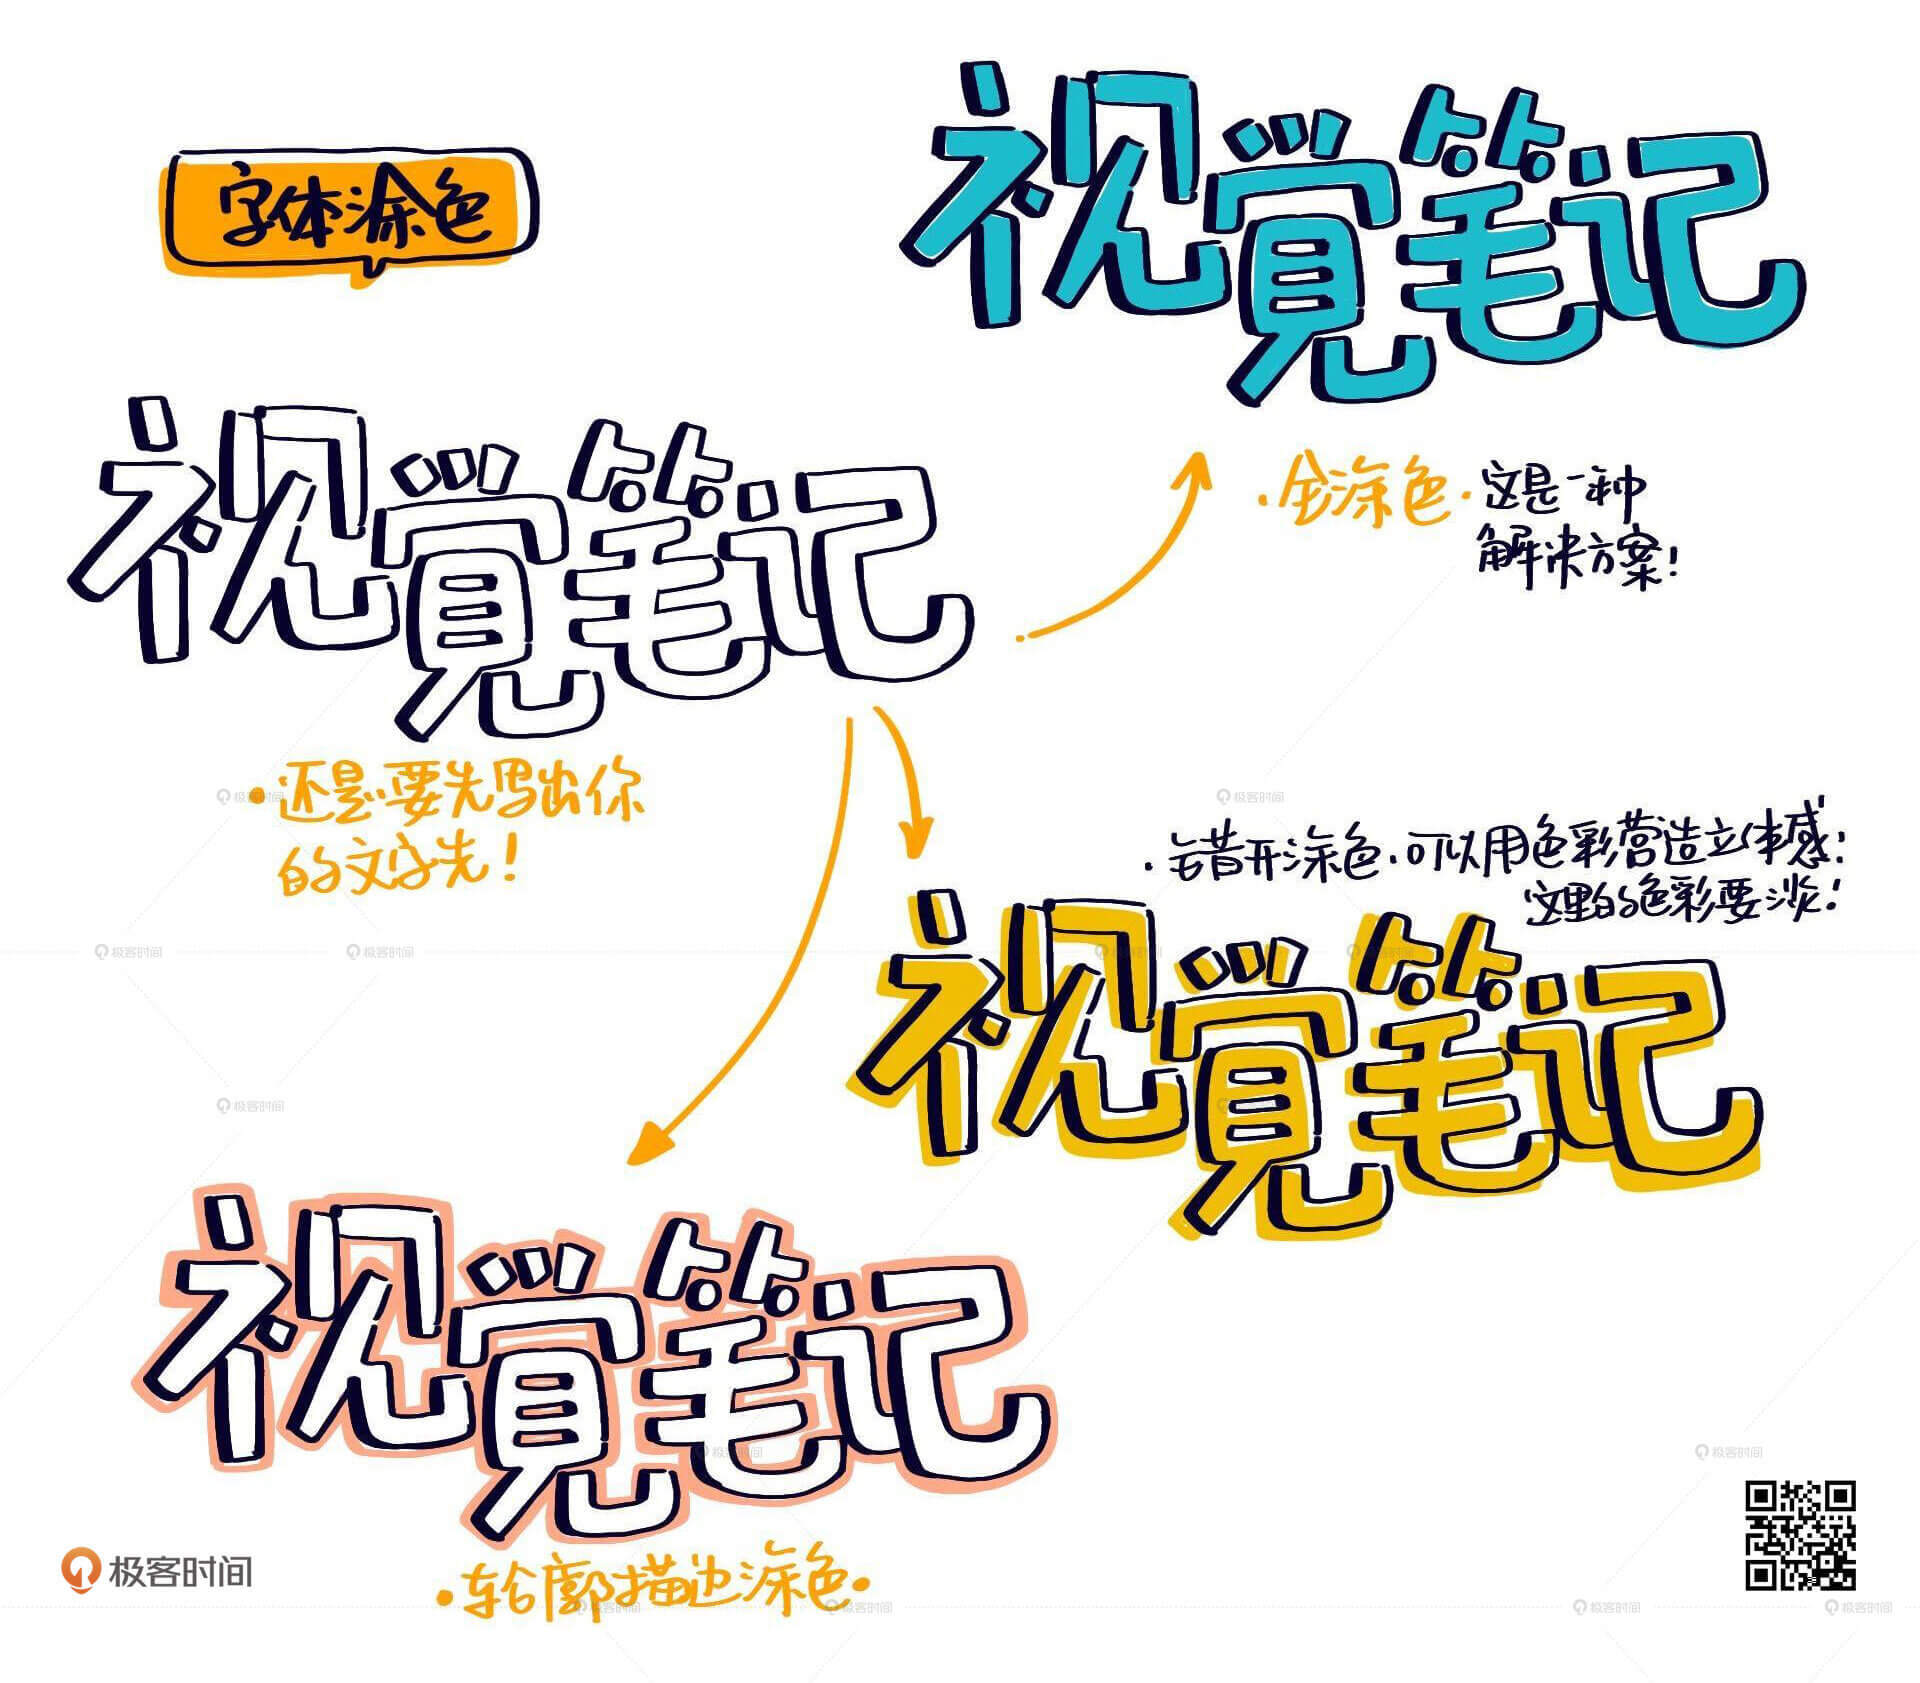 字体涂色
视觉笔记
视觉笔记
·全涂色·这是一种
解决方案!
·还是要先写出你
的文字先!
·错开涂色·可以用色彩营造立体感!
这里的色彩要淡!
视觉笔记
视觉笔记
·轮廓描边涂色·
极客时间